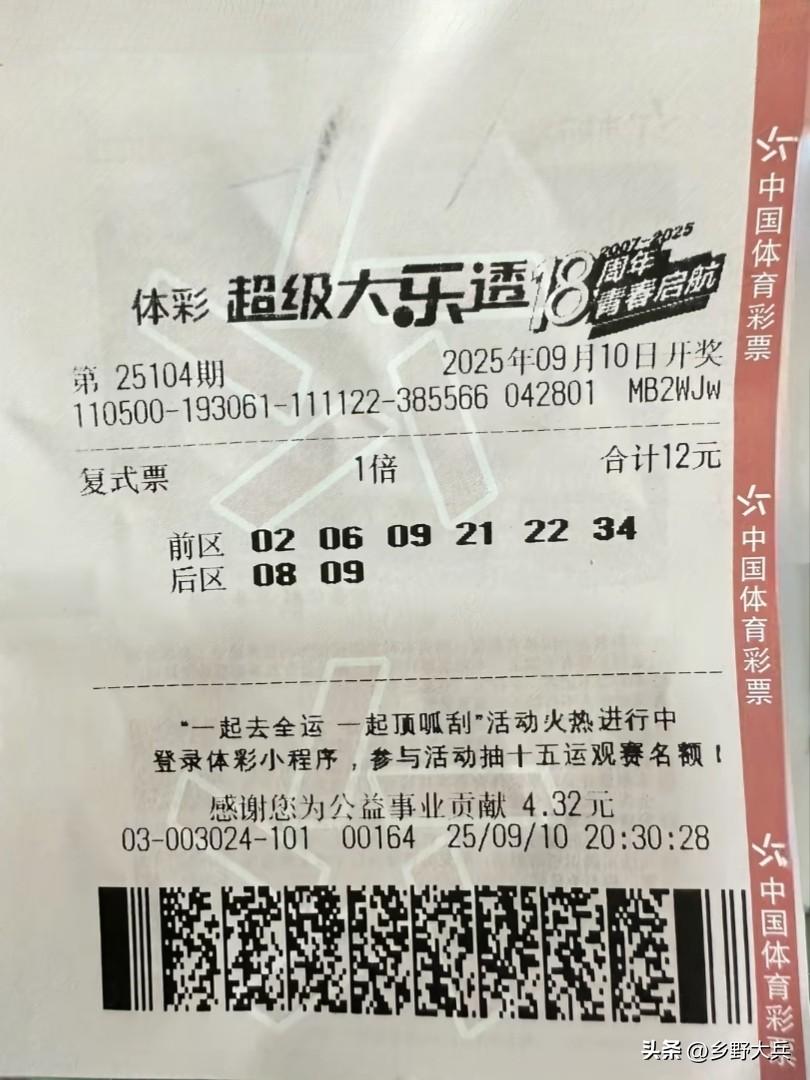 2007-2025
体彩 超级大乐透 18周年 青春启航
第 25104期 2025年09月10日开奖
110500-193061-111122-385566 042801 MB2WJw
复式票 1倍 合计12元
前区 02 06 09 21 22 34
后区 08 09
“一起去全运 一起顶呱刮”活动火热进行中
登录体彩小程序，参与活动抽十五运观赛名额！
感谢您为公益事业贡献 4.32元
03-003024-101 00164 25/09/10 20:30:28
中国体育彩票
中国体育彩票
中国体育彩票
头条 @乡野大兵